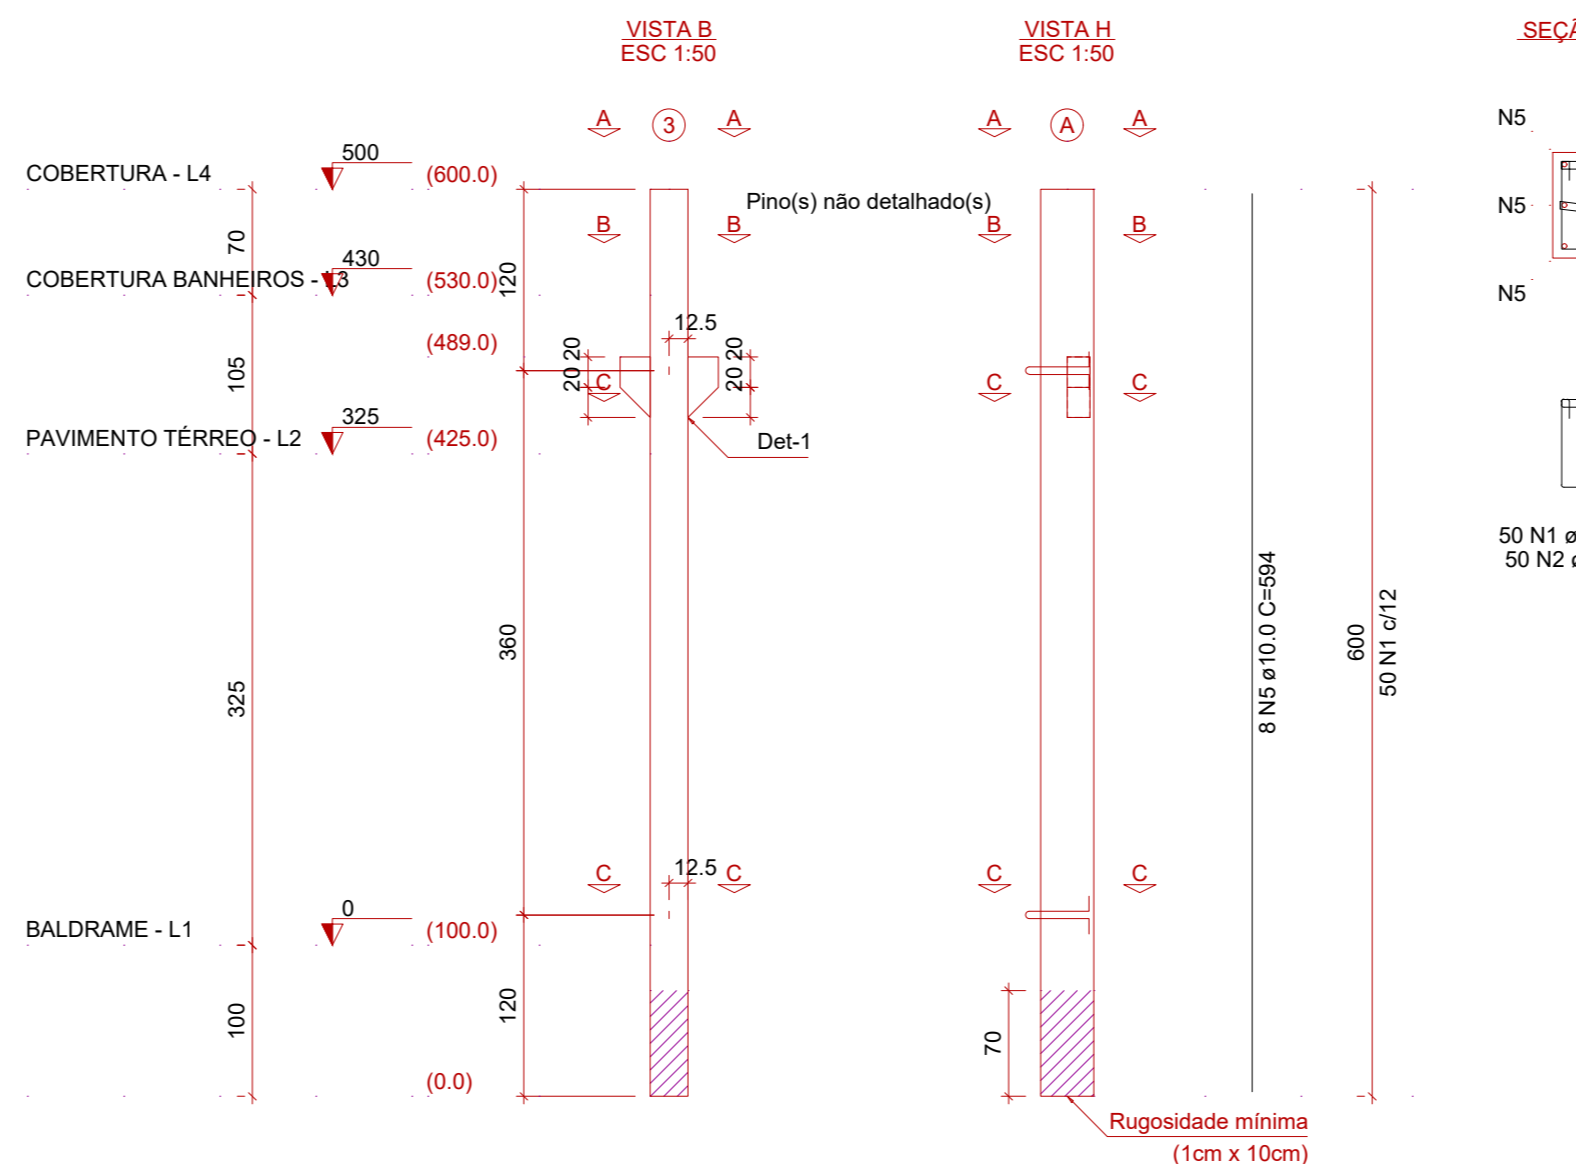 VISTA B
ESC 1:50
VISTA H
ESC 1:50
SEÇÃ
A
3
A
A
A
A
N5
COBERTURA - L4
500
(600.0)
Pino(s) não detalhado(s)
B
B
B
B
N5
70
120
COBERTURA BANHEIROS - L3
430
(530.0)
N5
12.5
(489.0)
20 20
20 20
105
C
C
C
PAVIMENTO TÉRREO - L2
325
(425.0)
Det-1
50 N1 ø
50 N2 ø
325
360
8 N5 ø10.0 C=594
600
50 N1 c/12
12.5
C
C
C
C
BALDRAME - L1
0
(100.0)
100
120
70
(0.0)
Rugosidade mínima
(1cm x 10cm)